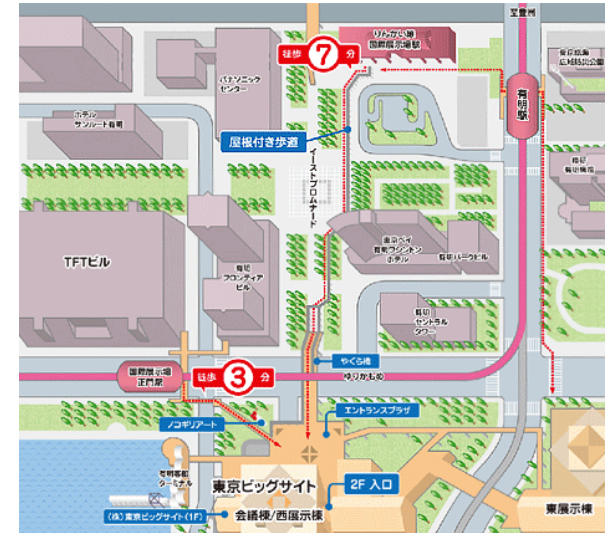 至豊洲
りんかい線
国際展示場駅
徒歩 7 分
東京臨海
広域防災公園
パナソニック
センター
有明駅
ホテル
サンルート有明
屋根付き歩道
イーストプロムナード
東京ベイ
有明ワシントン
ホテル
有明パークビル
TFTビル
有明
フロンティア
ビル
有明
セントラル
タワー
やぐら橋
国際展示場
正門駅
徒歩 3 分
ゆりかもめ
ノコギリアート
エントランスプラザ
有明客船
ターミナル
東京ビッグサイト
2F 入口
(株)東京ビッグサイト(1F)
会議棟/西展示棟
東展示棟